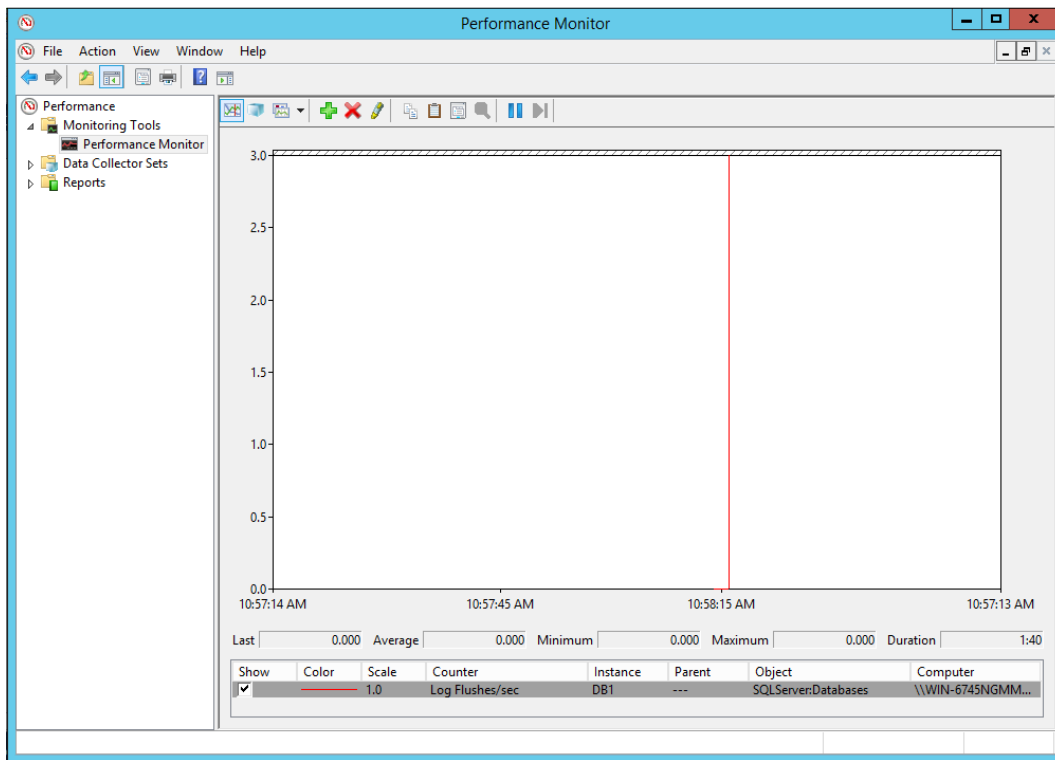 Performance Monitor
File Action View Window Help
Performance
Monitoring Tools
Performance Monitor
Data Collector Sets
Reports
3.0
2.5
2.0
1.5
1.0
0.5
0.0
10:57:14 AM 10:57:45 AM 10:58:15 AM 10:57:13 AM
Last 0.000 Average 0.000 Minimum 0.000 Maximum 0.000 Duration 1:40
Show Color Scale Counter Instance Parent Object Computer
1.0 Log Flushes/sec DB1 --- SQLServer:Databases \\WIN-6745NGMM...